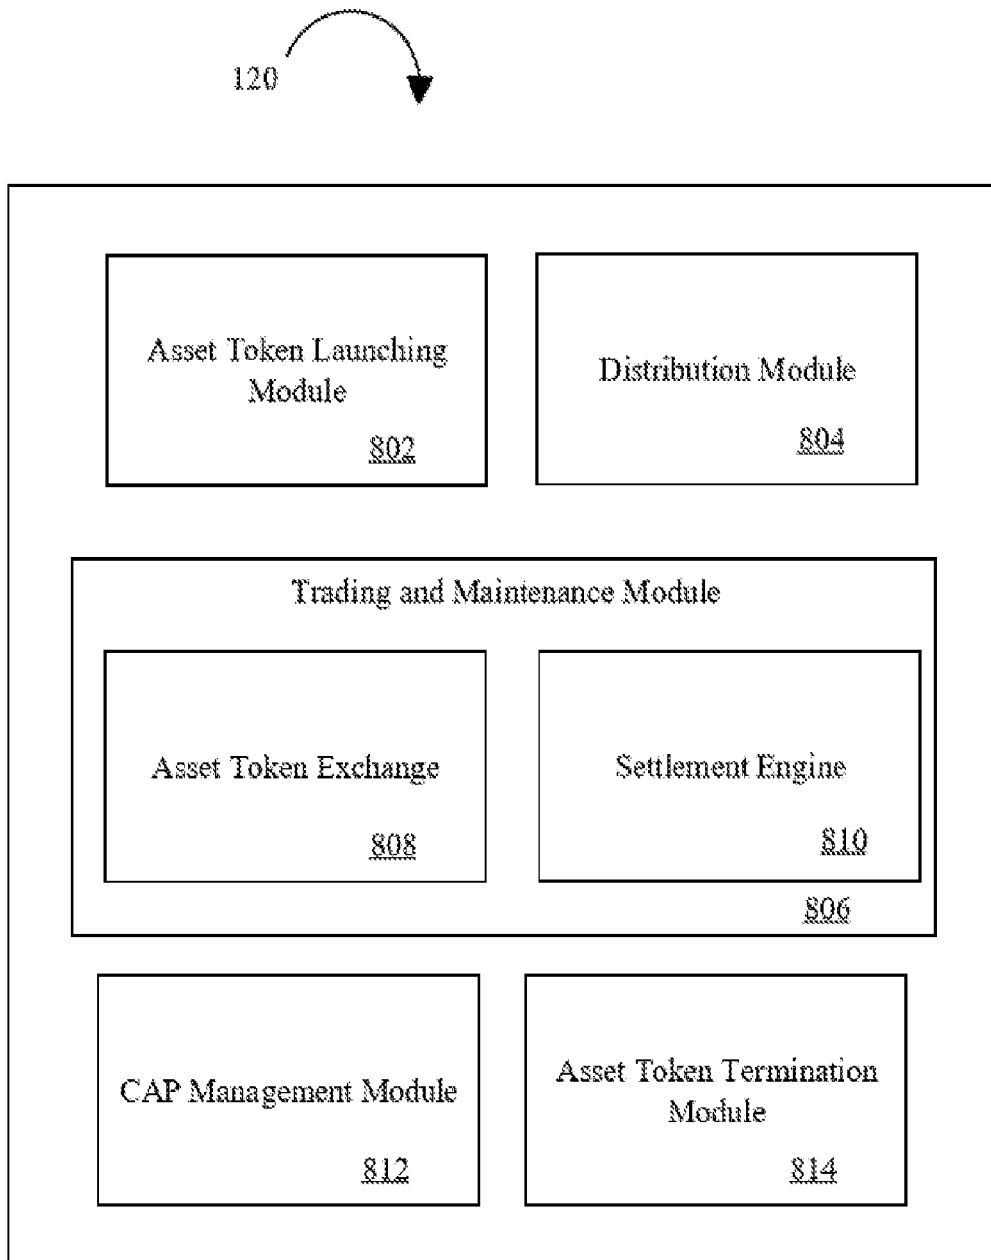 120
Asset Token Launching
Module
802
Distribution Module
804
Trading and Maintenance Module
Asset Token Exchange
808
Settlement Engine
810
806
CAP Management Module
812
Asset Token Termination
Module
814